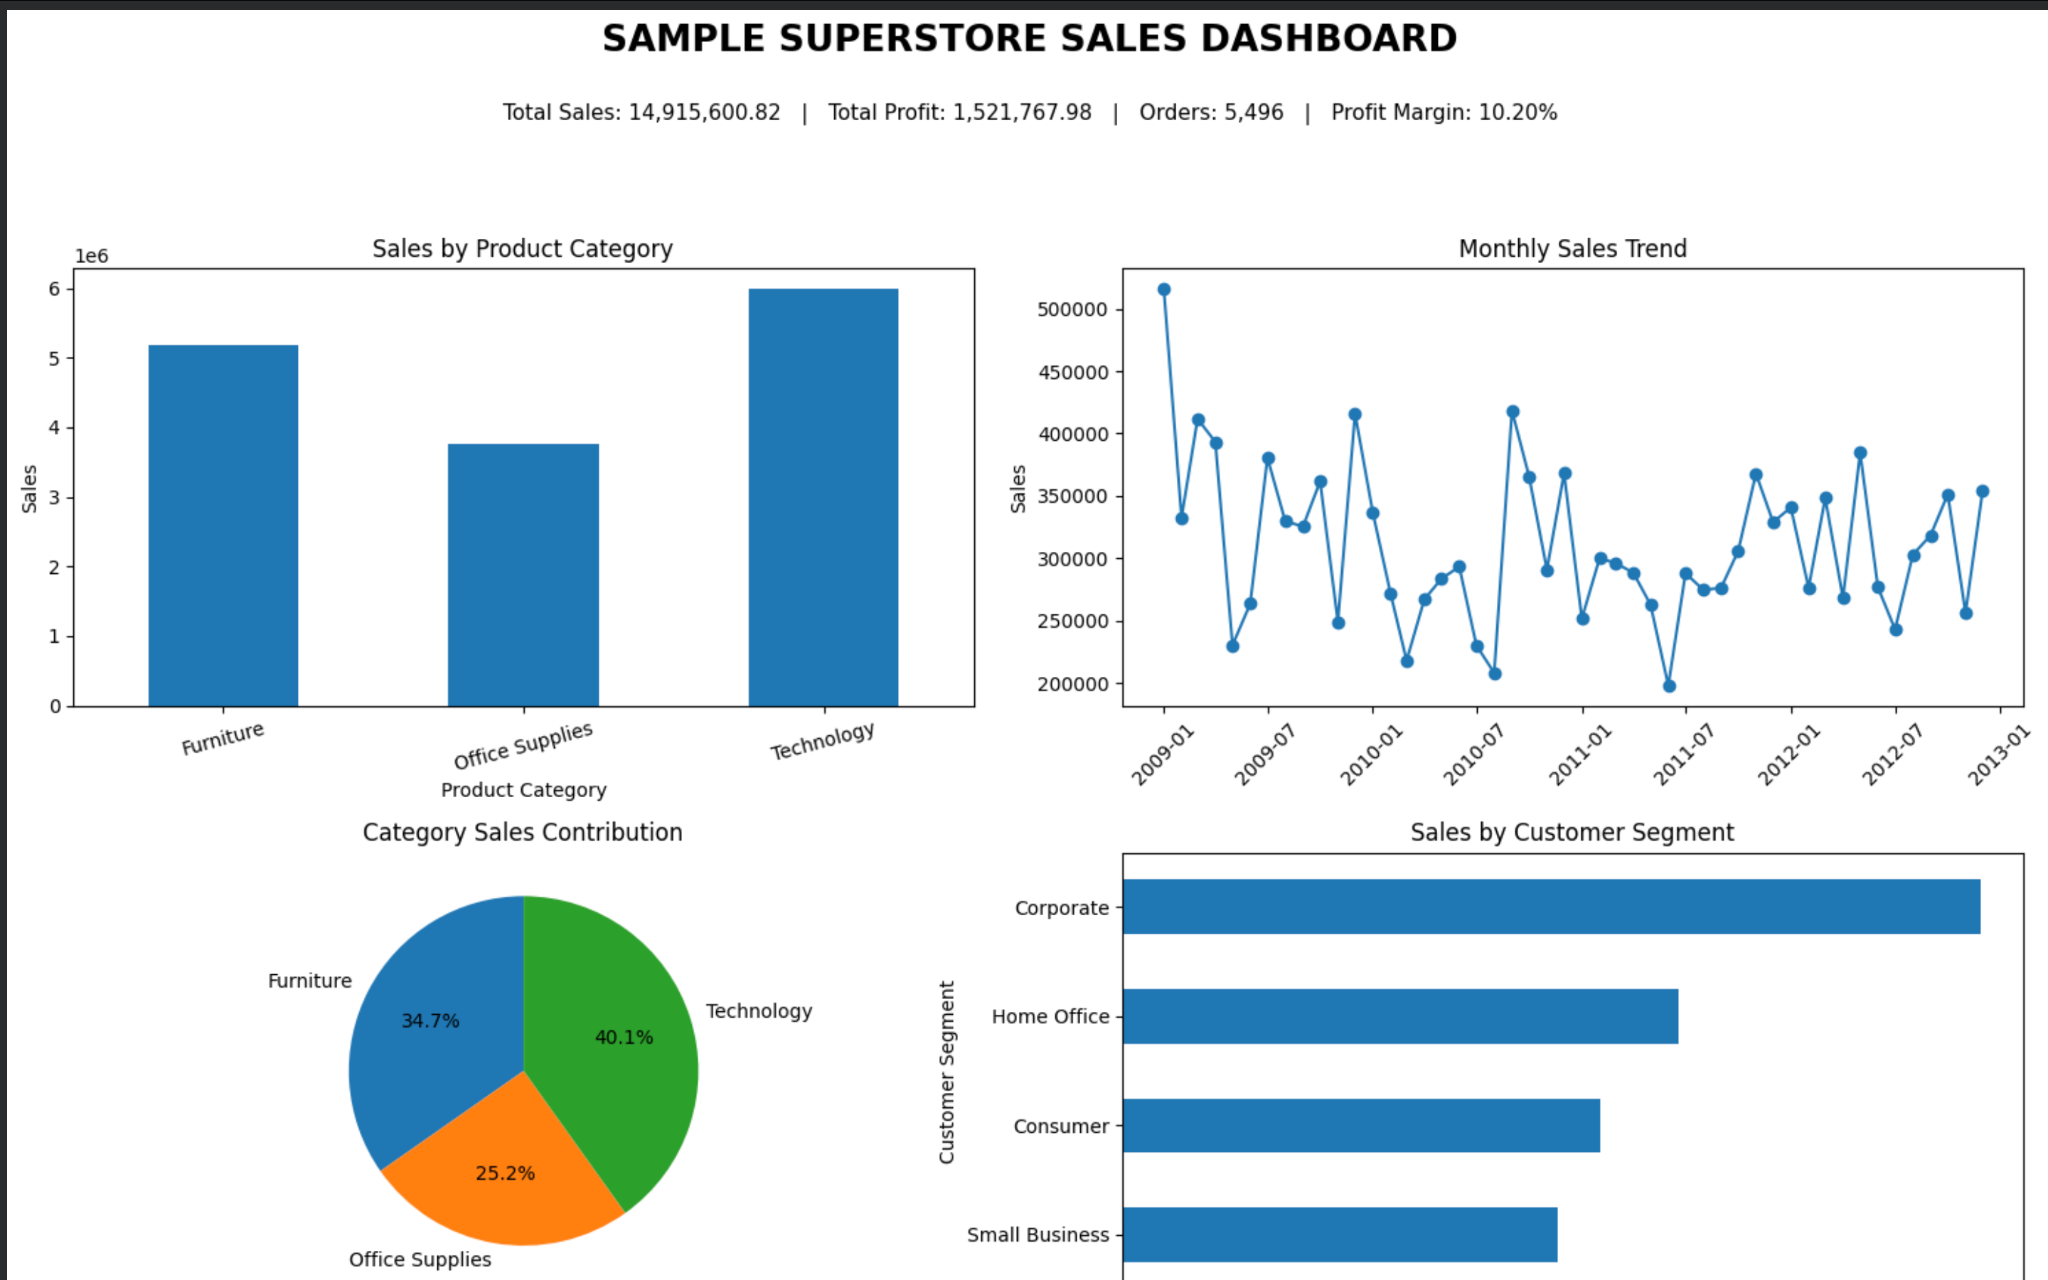 SAMPLE SUPERSTORE SALES DASHBOARD
Total Sales: 14,915,600.82 | Total Profit: 1,521,767.98 | Orders: 5,496 | Profit Margin: 10.20%
Sales by Product Category
1e6
6
5
4
3
2
1
0
Sales
Furniture
Office Supplies
Technology
Product Category
Monthly Sales Trend
500000
450000
400000
350000
300000
250000
200000
Sales
2009-01
2009-07
2010-01
2010-07
2011-01
2011-07
2012-01
2012-07
2013-01
Category Sales Contribution
Furniture
34.7%
Technology
40.1%
25.2%
Office Supplies
Sales by Customer Segment
Customer Segment
Corporate
Home Office
Consumer
Small Business